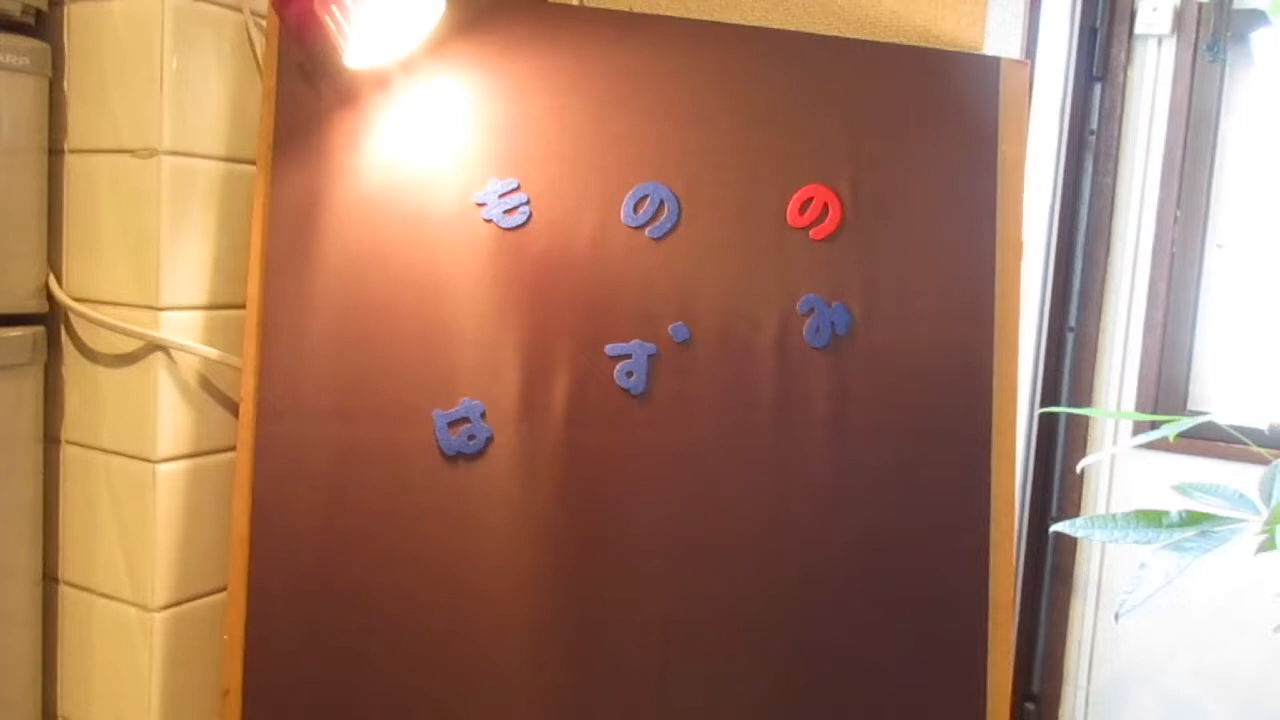 も の の
み
ず
は